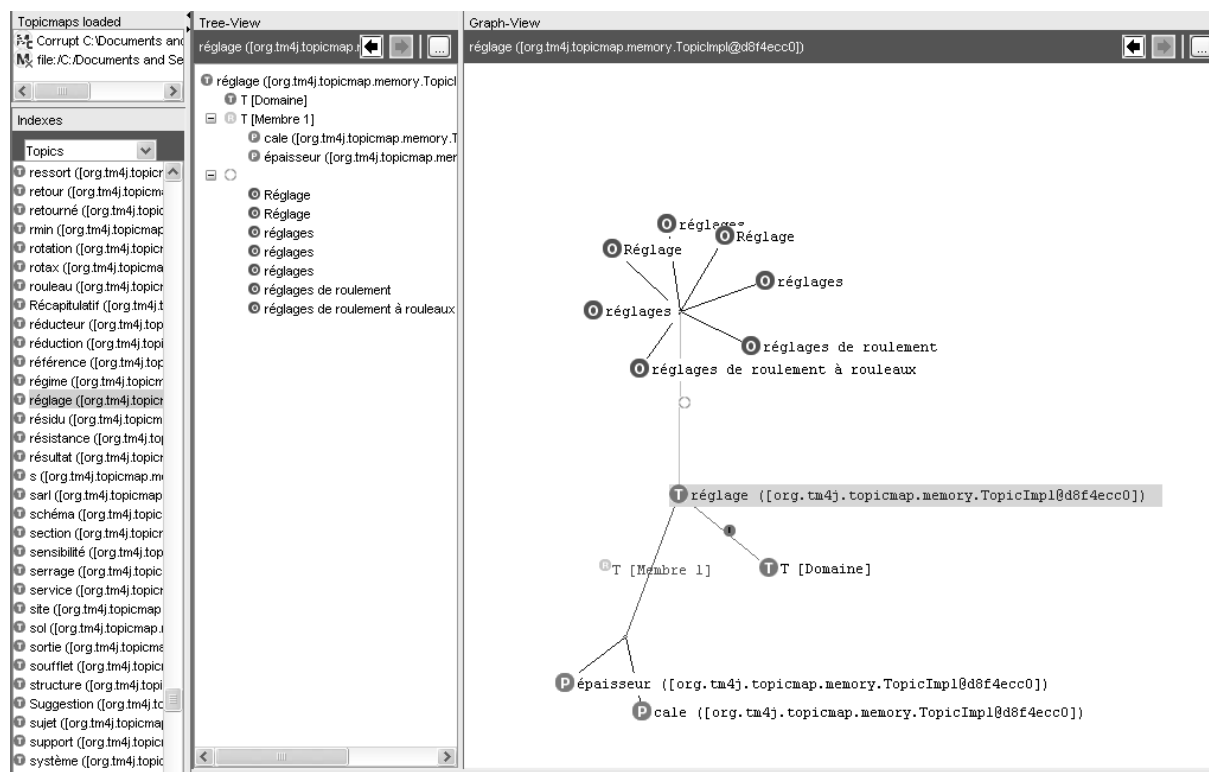 Topicmaps loaded
Corrupt C:\Documents and
file:/C:/Documents and Se
Indexes
Topics
ressort ([org.tm4j.topicr
retour ([org.tm4j.topicm
retourné ([org.tm4j.topic
rmin ([org.tm4j.topicmap
rotation ([org.tm4j.topicr
rotax ([org.tm4j.topicma
rouleau ([org.tm4j.topicr
Récapitulatif ([org.tm4j.t
réducteur ([org.tm4j.top
réduction ([org.tm4j.topi
référence ([org.tm4j.top
régime ([org.tm4j.topicm
réglage ([org.tm4j.topicr
résidu ([org.tm4j.topicm
résistance ([org.tm4j.top
résultat ([org.tm4j.topicr
s ([org.tm4j.topicmap.me
sarl ([org.tm4j.topicmap
schéma ([org.tm4j.topic
section ([org.tm4j.topicr
sensibilité ([org.tm4j.top
serrage ([org.tm4j.topic
service ([org.tm4j.topicr
site ([org.tm4j.topicmap
sol ([org.tm4j.topicmap.r
sortie ([org.tm4j.topicma
soufflet ([org.tm4j.topicr
structure ([org.tm4j.topi
Suggestion ([org.tm4j.to
sujet ([org.tm4j.topicmap
support ([org.tm4j.topicr
système ([org.tm4j.topic
Tree-View
réglage ([org.tm4j.topicmap.r
...
réglage ([org.tm4j.topicmap.memory.TopicI
T [Domaine]
T [Membre 1]
cale ([org.tm4j.topicmap.memory.T
épaisseur ([org.tm4j.topicmap.mer
Réglage
Réglage
réglages
réglages
réglages
réglages de roulement
réglages de roulement à rouleaux
Graph-View
réglage ([org.tm4j.topicmap.memory.TopicImpl@d8f4ecc0])
...
O réglages
O Réglage
O Réglage
O réglages
O réglages
O réglages de roulement
O réglages de roulement à rouleaux
T réglage ([org.tm4j.topicmap.memory.TopicImpl@d8f4ecc0])
R T [Membre 1]
T T [Domaine]
P épaisseur ([org.tm4j.topicmap.memory.TopicImpl@d8f4ecc0])
P cale ([org.tm4j.topicmap.memory.TopicImpl@d8f4ecc0])